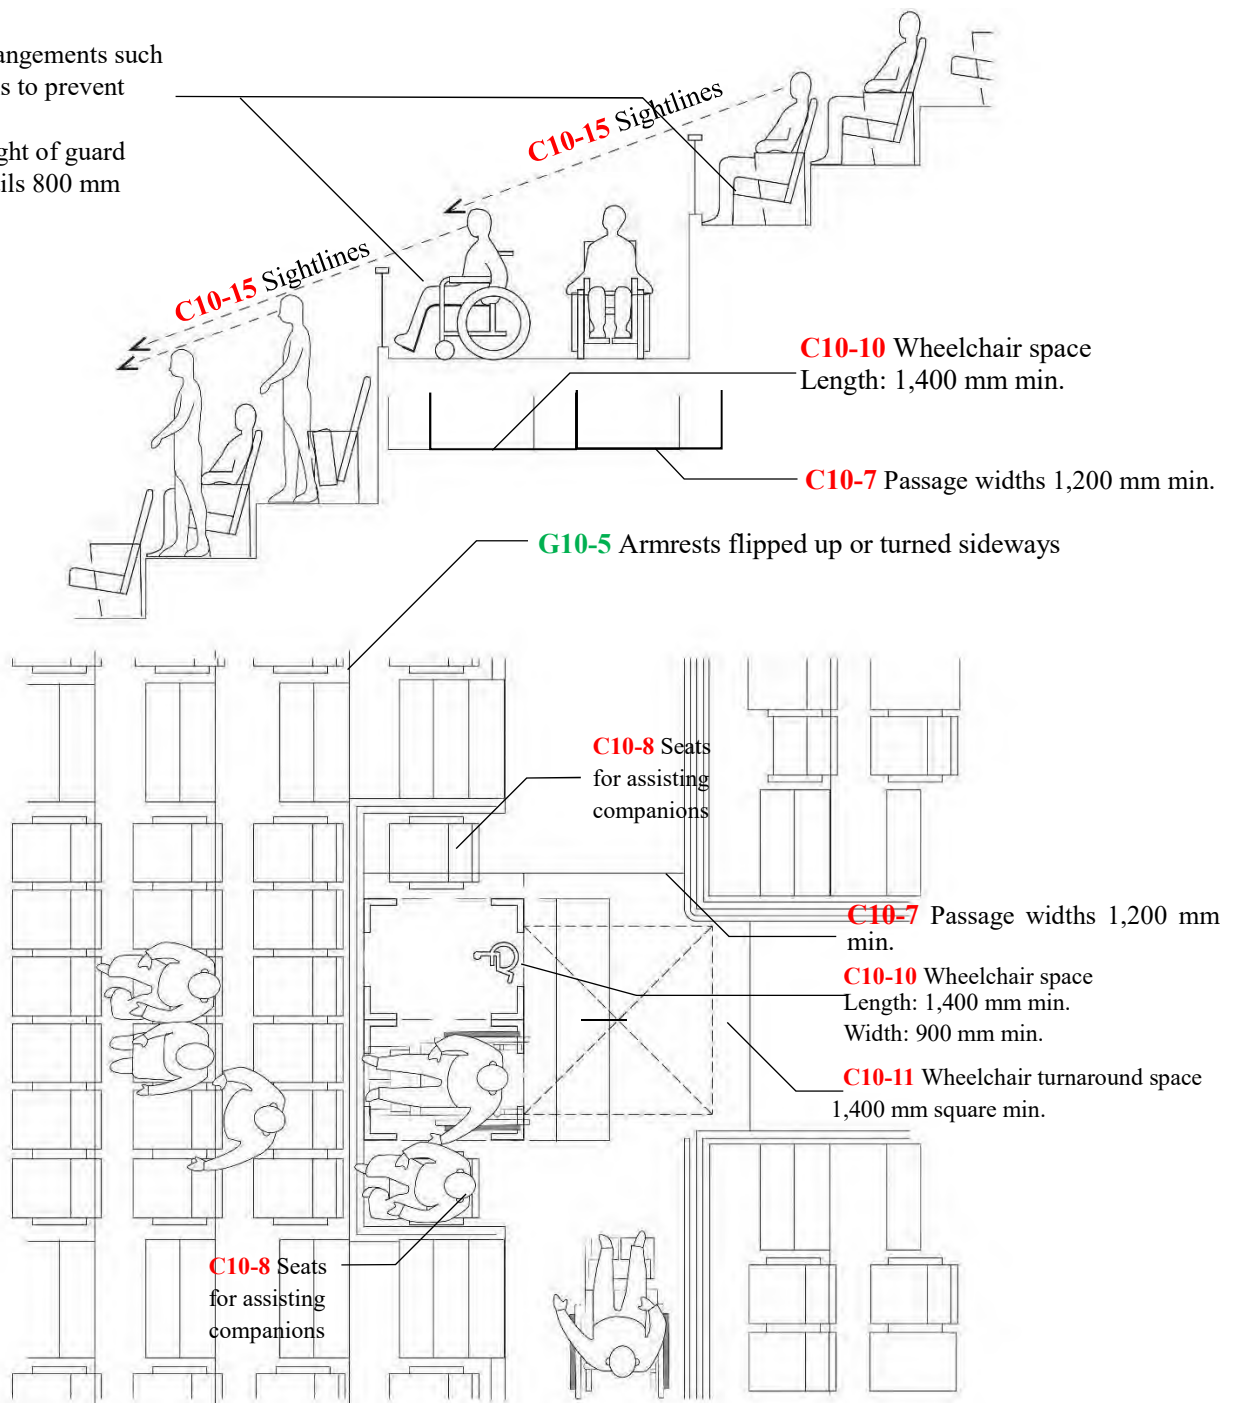 angements such
s to prevent
ght of guard
ils 800 mm
C10-15 Sightlines
C10-15 Sightlines
C10-10 Wheelchair space
Length: 1,400 mm min.
C10-7 Passage widths 1,200 mm min.
G10-5 Armrests flipped up or turned sideways
C10-8 Seats
for assisting
companions
C10-7 Passage widths 1,200 mm
min.
C10-10 Wheelchair space
Length: 1,400 mm min.
Width: 900 mm min.
C10-11 Wheelchair turnaround space
1,400 mm square min.
C10-8 Seats
for assisting
companions